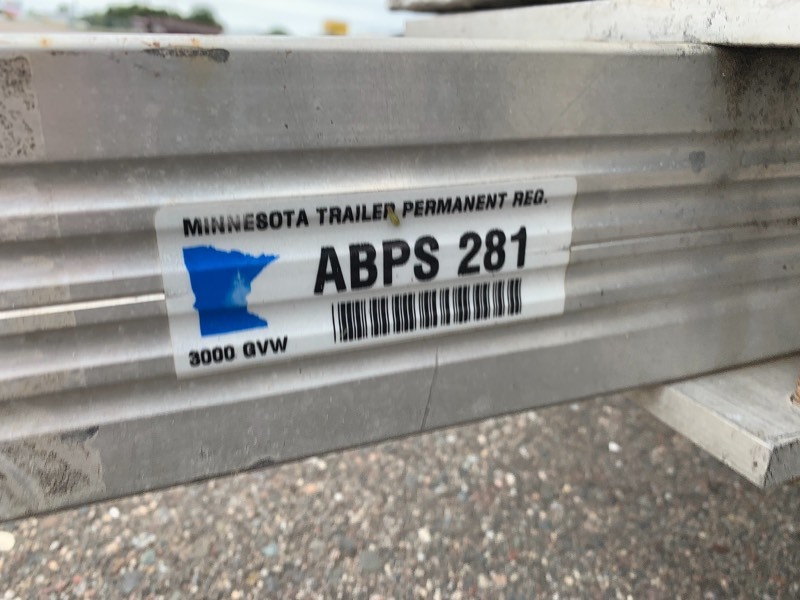 MINNESOTA TRAILER PERMANENT REG.
ABPS 281
3000 GVW